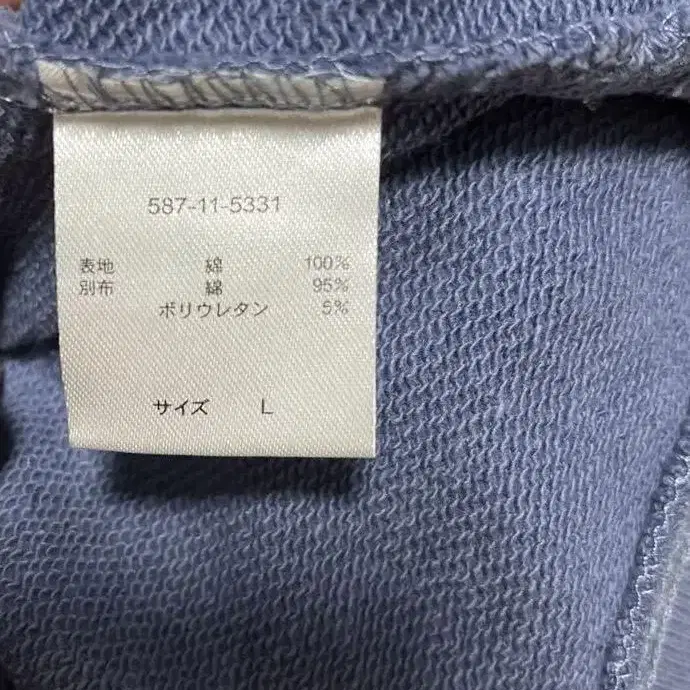 587-11-5331
表地 綿 100%
別布 綿 95%
ポリウレタン 5%
サイズ L